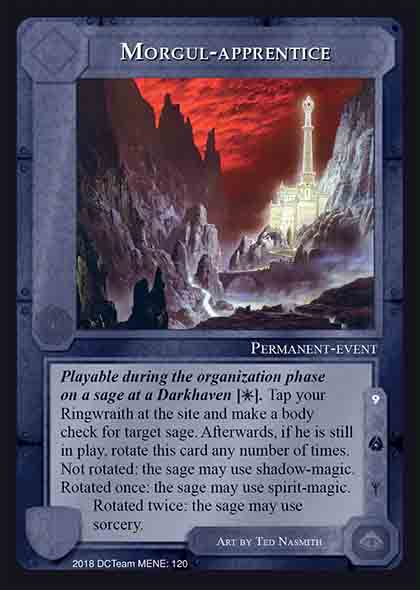 MORGUL-APPRENTICE
PERMANENT-EVENT
Playable during the organization phase
on a sage at a Darkhaven [☀]. Tap your
Ringwraith at the site and make a body
check for target sage. Afterwards, if he is still
in play, rotate this card any number of times.
Not rotated: the sage may use shadow-magic.
Rotated once: the sage may use spirit-magic.
Rotated twice: the sage may use
sorcery.
9
ART BY TED NASMITH
2018 DCTeam MENE: 120